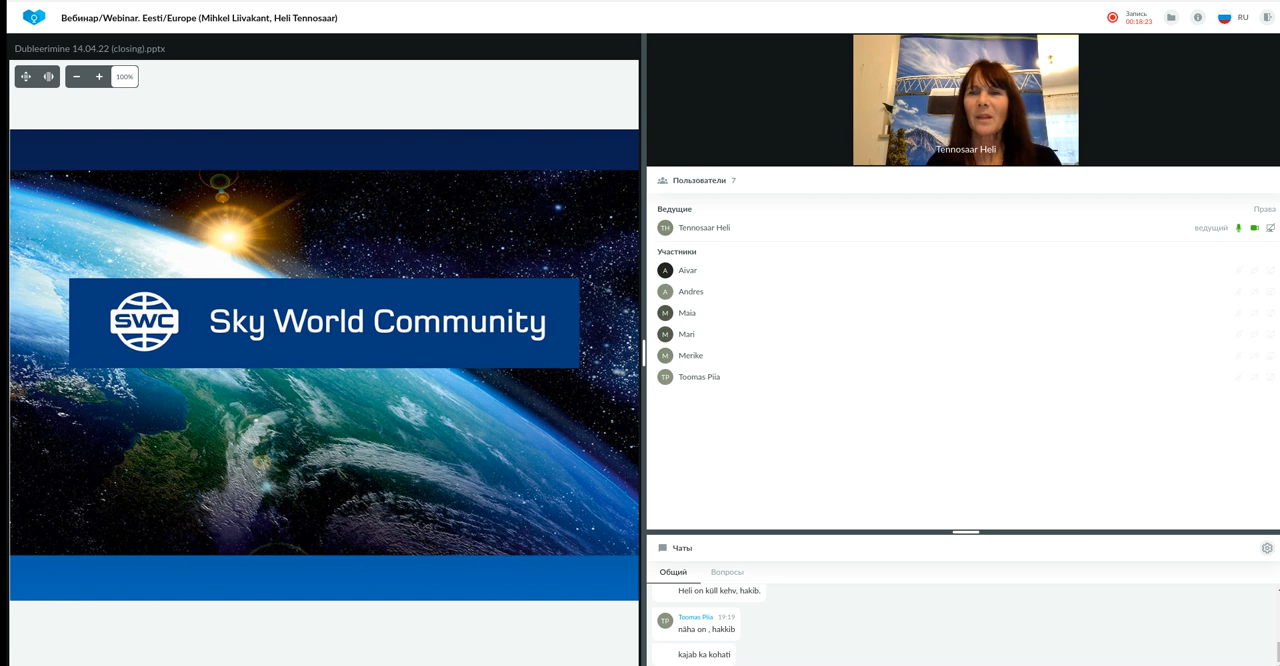 Вебинар/Webinar. Eesti/Europe (Mihkel Liivakant, Heli Tennosaar)
Запись
00:18:23
RU
Dubleerimine 14.04.22 (closing).pptx
100%
SWC Sky World Community
Tennosaar Heli
Пользователи 7
Ведущие Права
TH Tennosaar Heli ведущий
Участники
A Aivar
A Andres
M Maia
M Mari
M Merike
TP Toomas Piia
Чаты
Общий Вопросы
Heli on küll kehv, hakib.
TP Toomas Piia 19:19
näha on , hakkib
kajab ka kohati